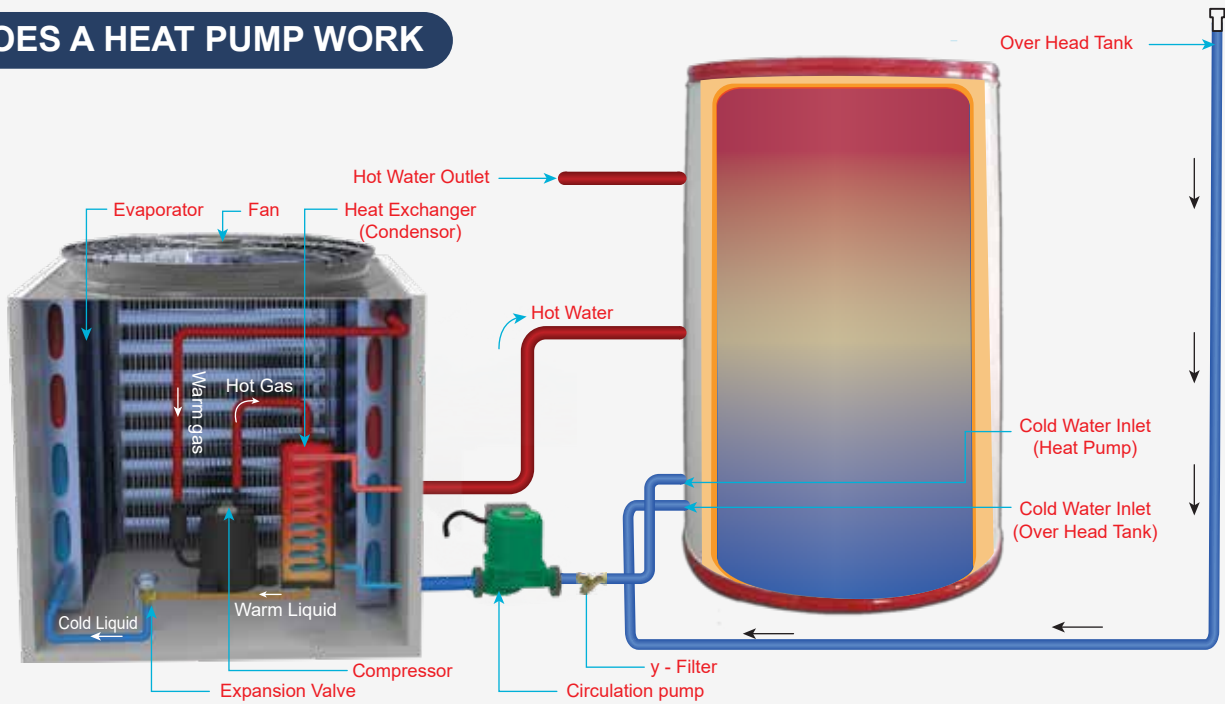 OES A HEAT PUMP WORK
Over Head Tank
Hot Water Outlet
Evaporator
Fan
Heat Exchanger
(Condensor)
Hot Water
Warm gas
Hot Gas
Cold Water Inlet
(Heat Pump)
Cold Water Inlet
(Over Head Tank)
Warm Liquid
Cold Liquid
Compressor
y - Filter
Expansion Valve
Circulation pump